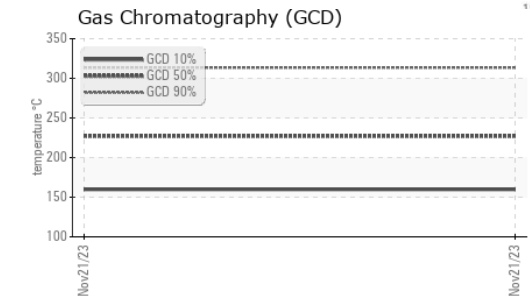 Gas Chromatography (GCD)
350
300
250
200
150
100
temperature °C
GCD 10%
GCD 50%
GCD 90%
Nov21/23
Nov21/23